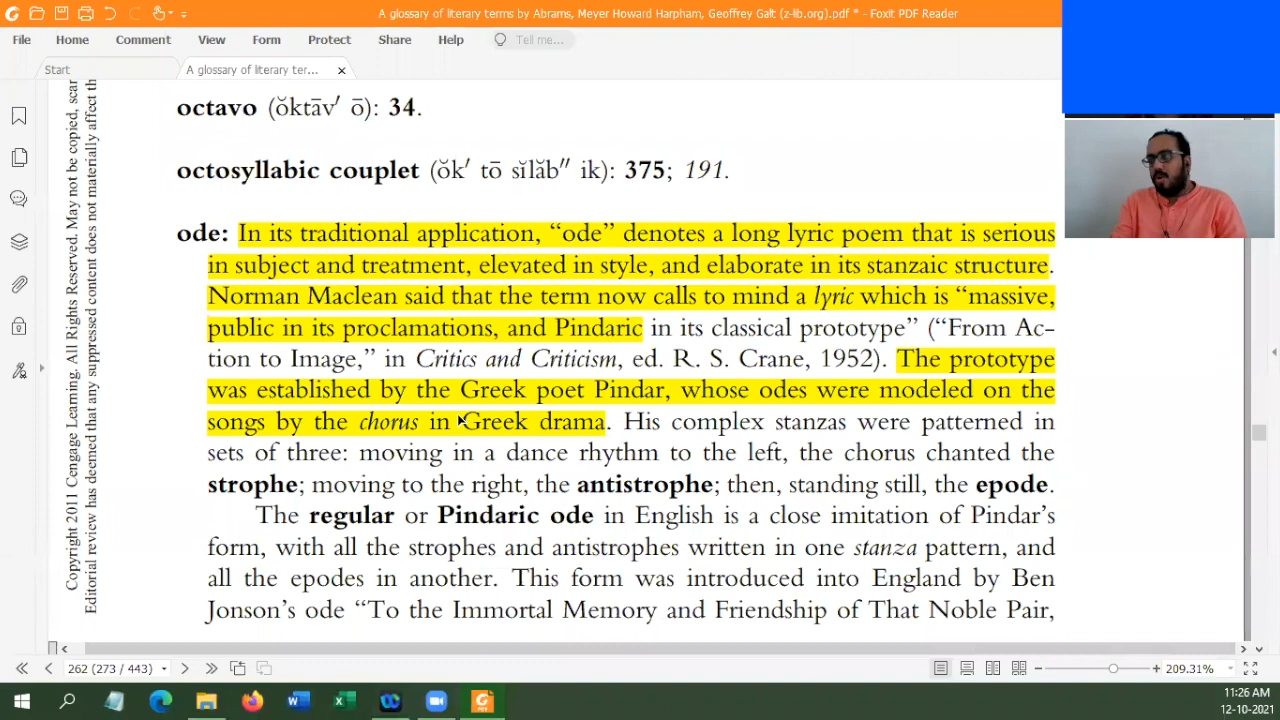 A glossary of literary terms by Abrams, Meyer Howard Harpham, Geoffrey Galt (z-lib.org).pdf * - Foxit PDF Reader
File Home Comment View Form Protect Share Help Tell me...
Start A glossary of literary ter...
octavo (ŏktāv′ ō): 34.
octosyllabic couplet (ŏk′ tō sĭlăb″ ik): 375; 191.
ode: In its traditional application, “ode” denotes a long lyric poem that is serious
in subject and treatment, elevated in style, and elaborate in its stanzaic structure.
Norman Maclean said that the term now calls to mind a lyric which is “massive,
public in its proclamations, and Pindaric in its classical prototype” (“From Ac-
tion to Image,” in Critics and Criticism, ed. R. S. Crane, 1952). The prototype
was established by the Greek poet Pindar, whose odes were modeled on the
songs by the chorus in Greek drama. His complex stanzas were patterned in
sets of three: moving in a dance rhythm to the left, the chorus chanted the
strophe; moving to the right, the antistrophe; then, standing still, the epode.
The regular or Pindaric ode in English is a close imitation of Pindar’s
form, with all the strophes and antistrophes written in one stanza pattern, and
all the epodes in another. This form was introduced into England by Ben
Jonson’s ode “To the Immortal Memory and Friendship of That Noble Pair,
Copyright 2011 Cengage Learning. All Rights Reserved. May not be copied, scar
Editorial review has deemed that any suppressed content does not materially affect th
262 (273 / 443)
209.31%
11:26 AM
12-10-2021